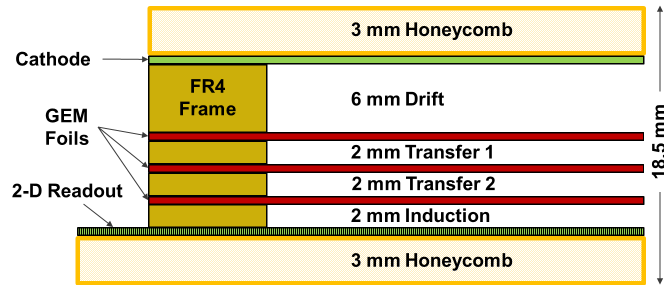 3 mm Honeycomb
Cathode
FR4
Frame
6 mm Drift
GEM
Foils
2 mm Transfer 1
2 mm Transfer 2
2-D Readout
2 mm Induction
3 mm Honeycomb
18.5 mm